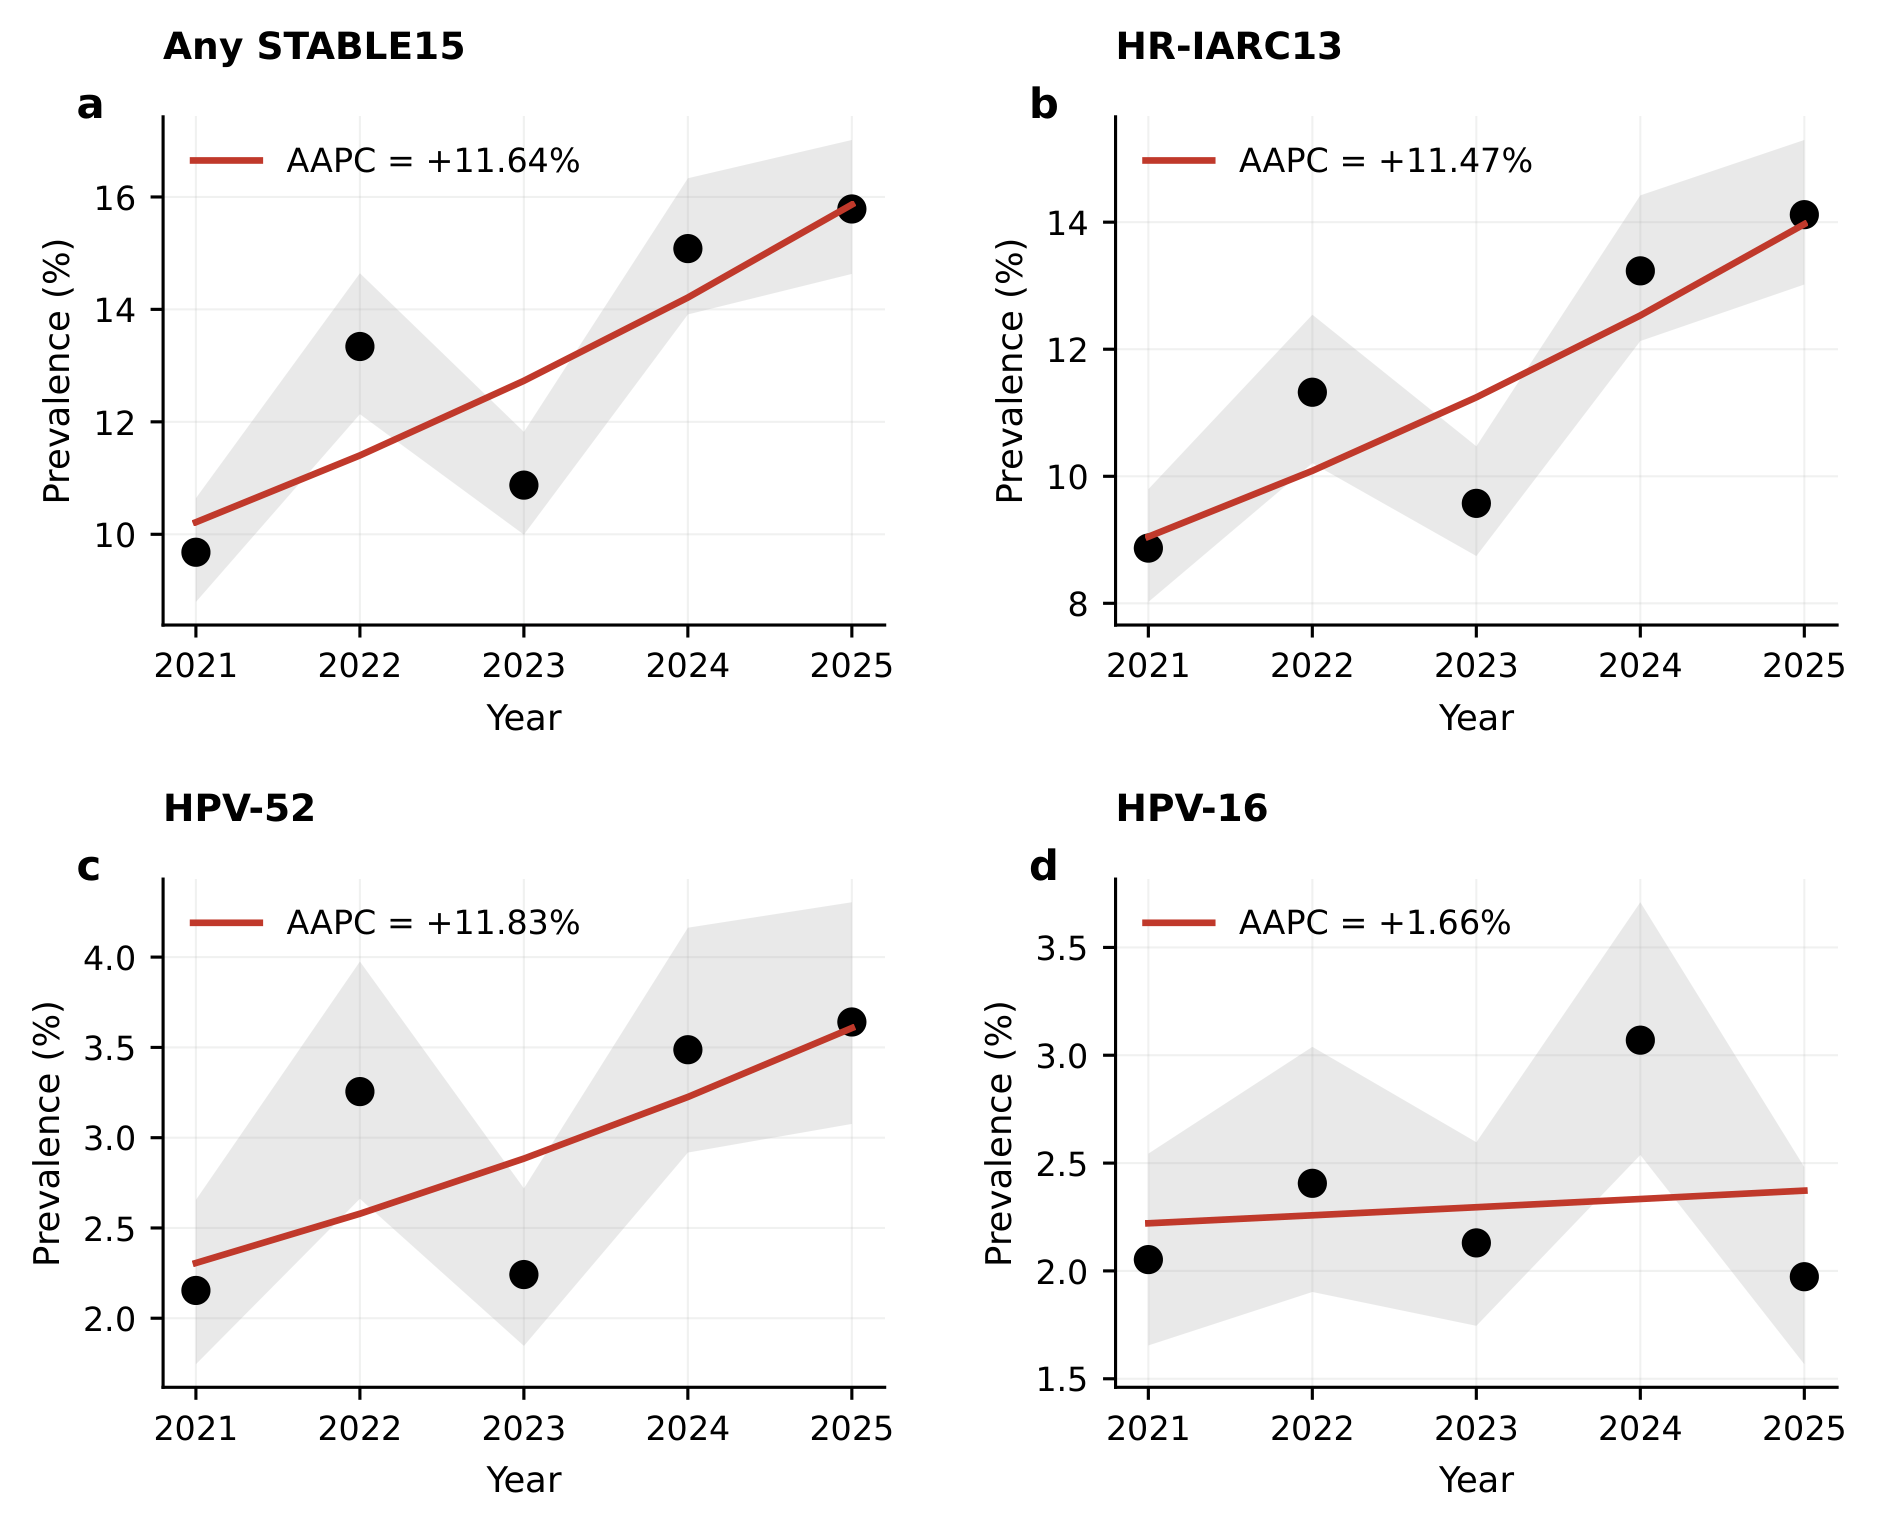 Any STABLE15
a
AAPC = +11.64%
Prevalence (%)
16
14
12
10
2021 2022 2023 2024 2025
Year
HR-IARC13
b
AAPC = +11.47%
Prevalence (%)
14
12
10
8
2021 2022 2023 2024 2025
Year
HPV-52
c
AAPC = +11.83%
Prevalence (%)
4.0
3.5
3.0
2.5
2.0
2021 2022 2023 2024 2025
Year
HPV-16
d
AAPC = +1.66%
Prevalence (%)
3.5
3.0
2.5
2.0
1.5
2021 2022 2023 2024 2025
Year